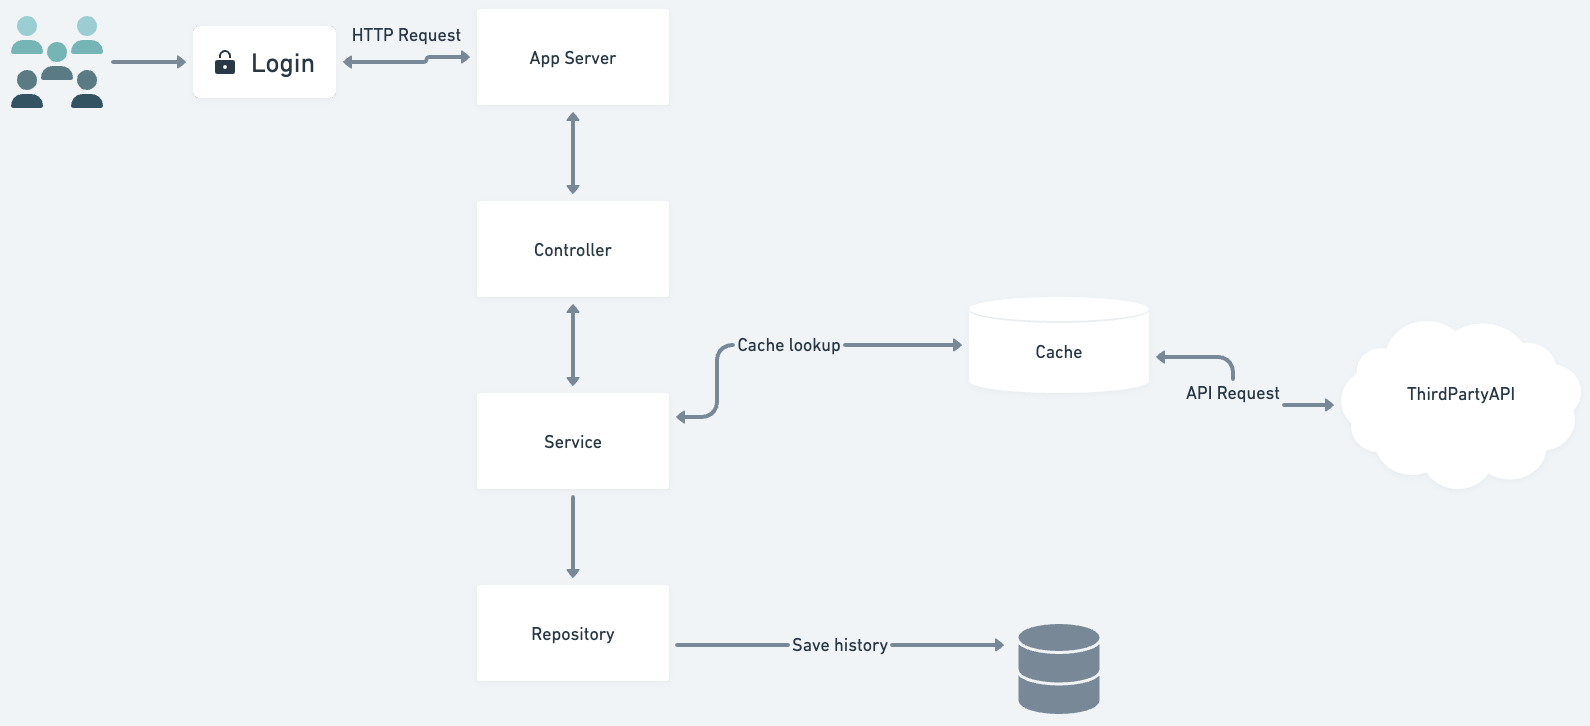 HTTP Request
Login
App Server
Controller
Cache lookup
Cache
API Request
ThirdPartyAPI
Service
Repository
Save history